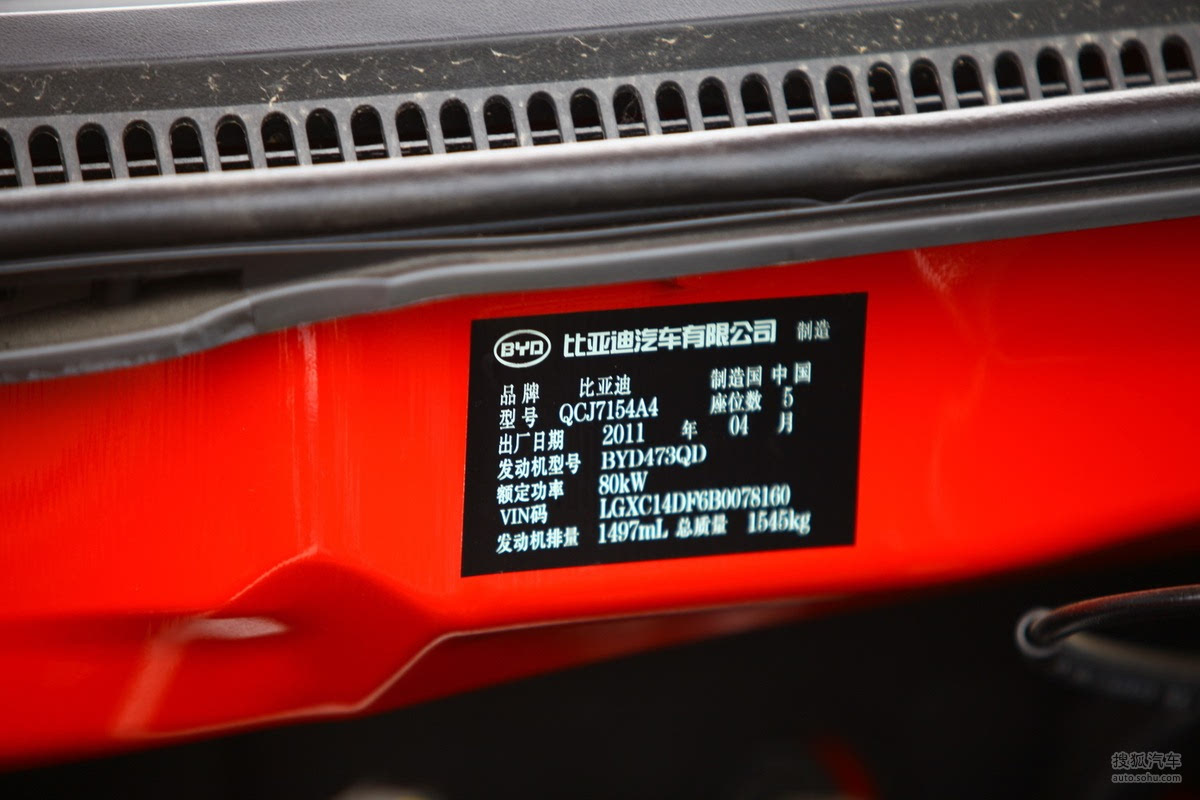 BYD 比亚迪汽车有限公司 制造
品牌 比亚迪 制造国 中国
型号 QCJ7154A4 座位数 5
出厂日期 2011 年 04 月
发动机型号 BYD473QD
额定功率 80kW
VIN码 LGXC14DF6B0078160
发动机排量 1497mL 总质量 1545kg
搜狐汽车
auto.sohu.com